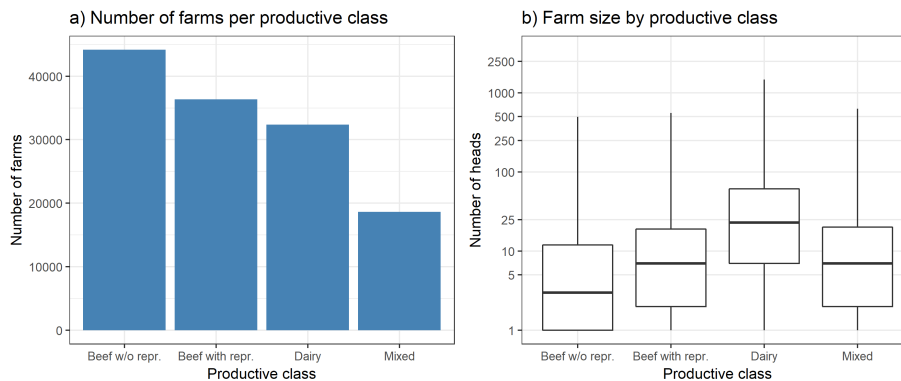 a) Number of farms per productive class
Number of farms
40000
30000
20000
10000
0
Beef w/o repr.
Beef with repr.
Dairy
Mixed
Productive class
b) Farm size by productive class
Number of heads
2500
1000
500
250
100
25
10
5
1
Beef w/o repr.
Beef with repr.
Dairy
Mixed
Productive class